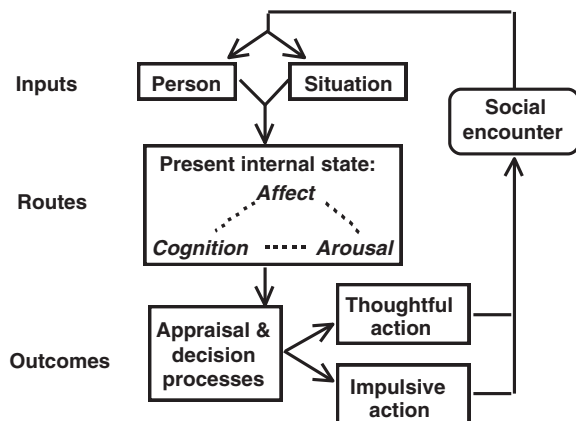 Inputs
Person
Situation
Social
encounter
Routes
Present internal state:
Affect
Cognition
Arousal
Outcomes
Appraisal &
decision
processes
Thoughtful
action
Impulsive
action